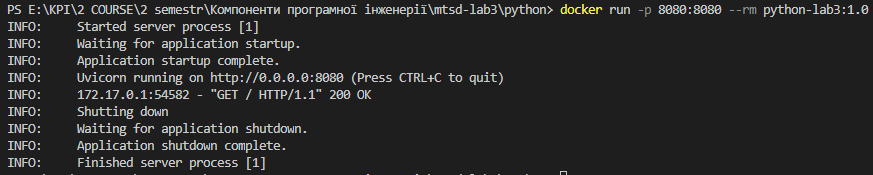 PS E:\KPI\2 COURSE\2 semestr\Компоненти програмної інженерії\mtsd-lab3\python> docker run -p 8080:8080 --rm python-lab3:1.0
INFO:     Started server process [1]
INFO:     Waiting for application startup.
INFO:     Application startup complete.
INFO:     Uvicorn running on http://0.0.0.0:8080 (Press CTRL+C to quit)
INFO:     172.17.0.1:54582 - "GET / HTTP/1.1" 200 OK
INFO:     Shutting down
INFO:     Waiting for application shutdown.
INFO:     Application shutdown complete.
INFO:     Finished server process [1]